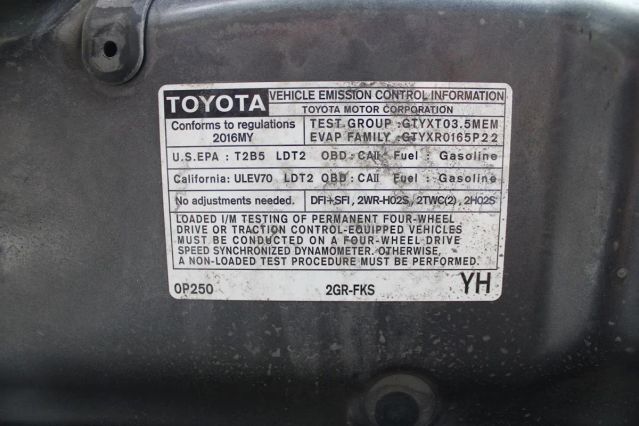 TOYOTA VEHICLE EMISSION CONTROL INFORMATION
TOYOTA MOTOR CORPORATION
Conforms to regulations
2016MY
TEST GROUP : GTYXT03.5MEM
EVAP FAMILY : GTYXR0165P22
U.S.EPA : T2B5 LDT2 OBD : CAII Fuel : Gasoline
California: ULEV70 LDT2 OBD : CAII Fuel : Gasoline
No adjustments needed. DFI+SFI, 2WR-HO2S, 2TWC(2), 2HO2S
LOADED I/M TESTING OF PERMANENT FOUR-WHEEL
DRIVE OR TRACTION CONTROL-EQUIPPED VEHICLES
MUST BE CONDUCTED ON A FOUR-WHEEL DRIVE
SPEED SYNCHRONIZED DYNAMOMETER. OTHERWISE,
A NON-LOADED TEST PROCEDURE MUST BE PERFORMED.
0P250 2GR-FKS YH